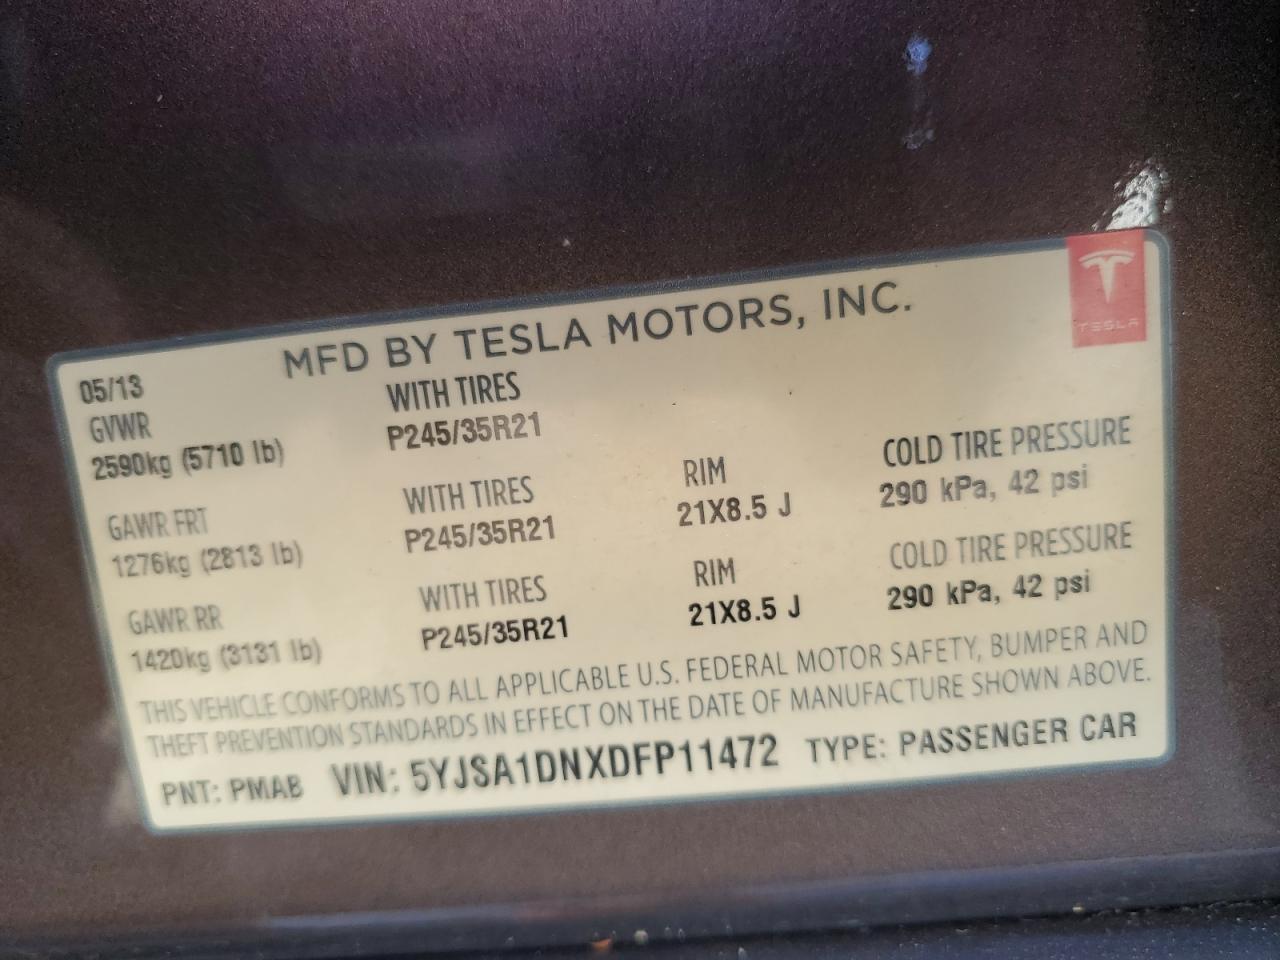 TESLA
MFD BY TESLA MOTORS, INC.
05/13
GVWR WITH TIRES
2590kg (5710 lb) P245/35R21
GAWR FRT WITH TIRES RIM COLD TIRE PRESSURE
1276kg (2813 lb) P245/35R21 21X8.5 J 290 kPa, 42 psi
GAWR RR WITH TIRES RIM COLD TIRE PRESSURE
1420kg (3131 lb) P245/35R21 21X8.5 J 290 kPa, 42 psi
THIS VEHICLE CONFORMS TO ALL APPLICABLE U.S. FEDERAL MOTOR SAFETY, BUMPER AND
THEFT PREVENTION STANDARDS IN EFFECT ON THE DATE OF MANUFACTURE SHOWN ABOVE.
PNT: PMAB VIN: 5YJSA1DNXDFP11472 TYPE: PASSENGER CAR